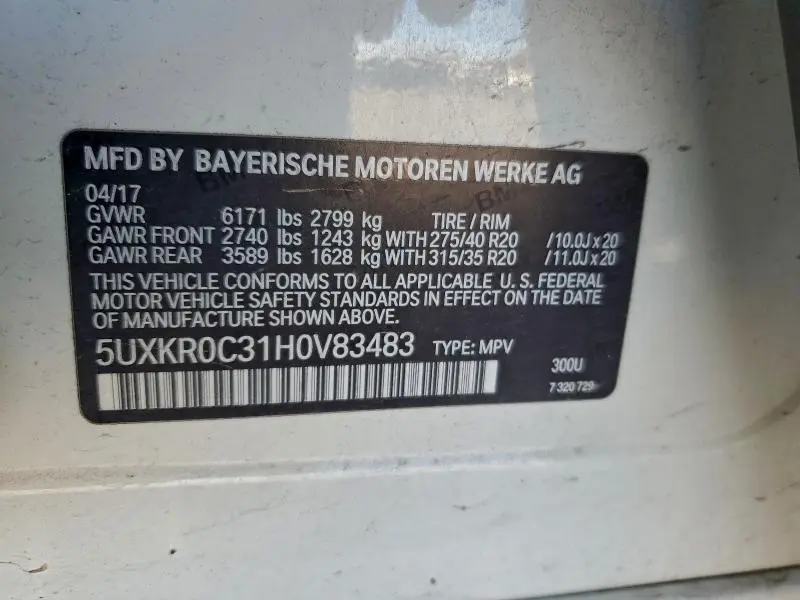 MFD BY BAYERISCHE MOTOREN WERKE AG
04/17
GVWR 6171 lbs 2799 kg TIRE / RIM
GAWR FRONT 2740 lbs 1243 kg WITH 275/40 R20 /10.0J x 20
GAWR REAR 3589 lbs 1628 kg WITH 315/35 R20 /11.0J x 20
THIS VEHICLE CONFORMS TO ALL APPLICABLE U. S. FEDERAL
MOTOR VEHICLE SAFETY STANDARDS IN EFFECT ON THE DATE
OF MANUFACTURE SHOWN ABOVE.
5UXKR0C31H0V83483 TYPE: MPV
300U
7 320 729